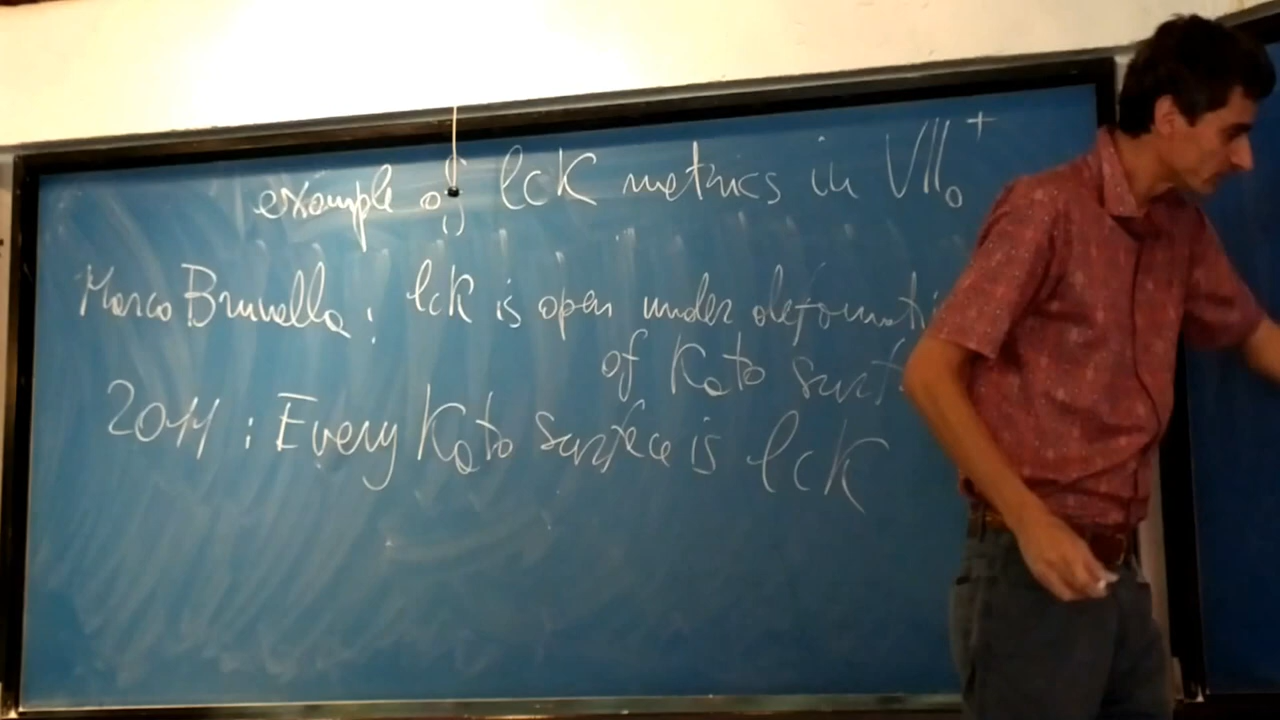 example of lcK metrics in VII₀⁺
Marco Brunella: lcK is open under deformati
of Kato surf
2011: Every Kato surface is lcK